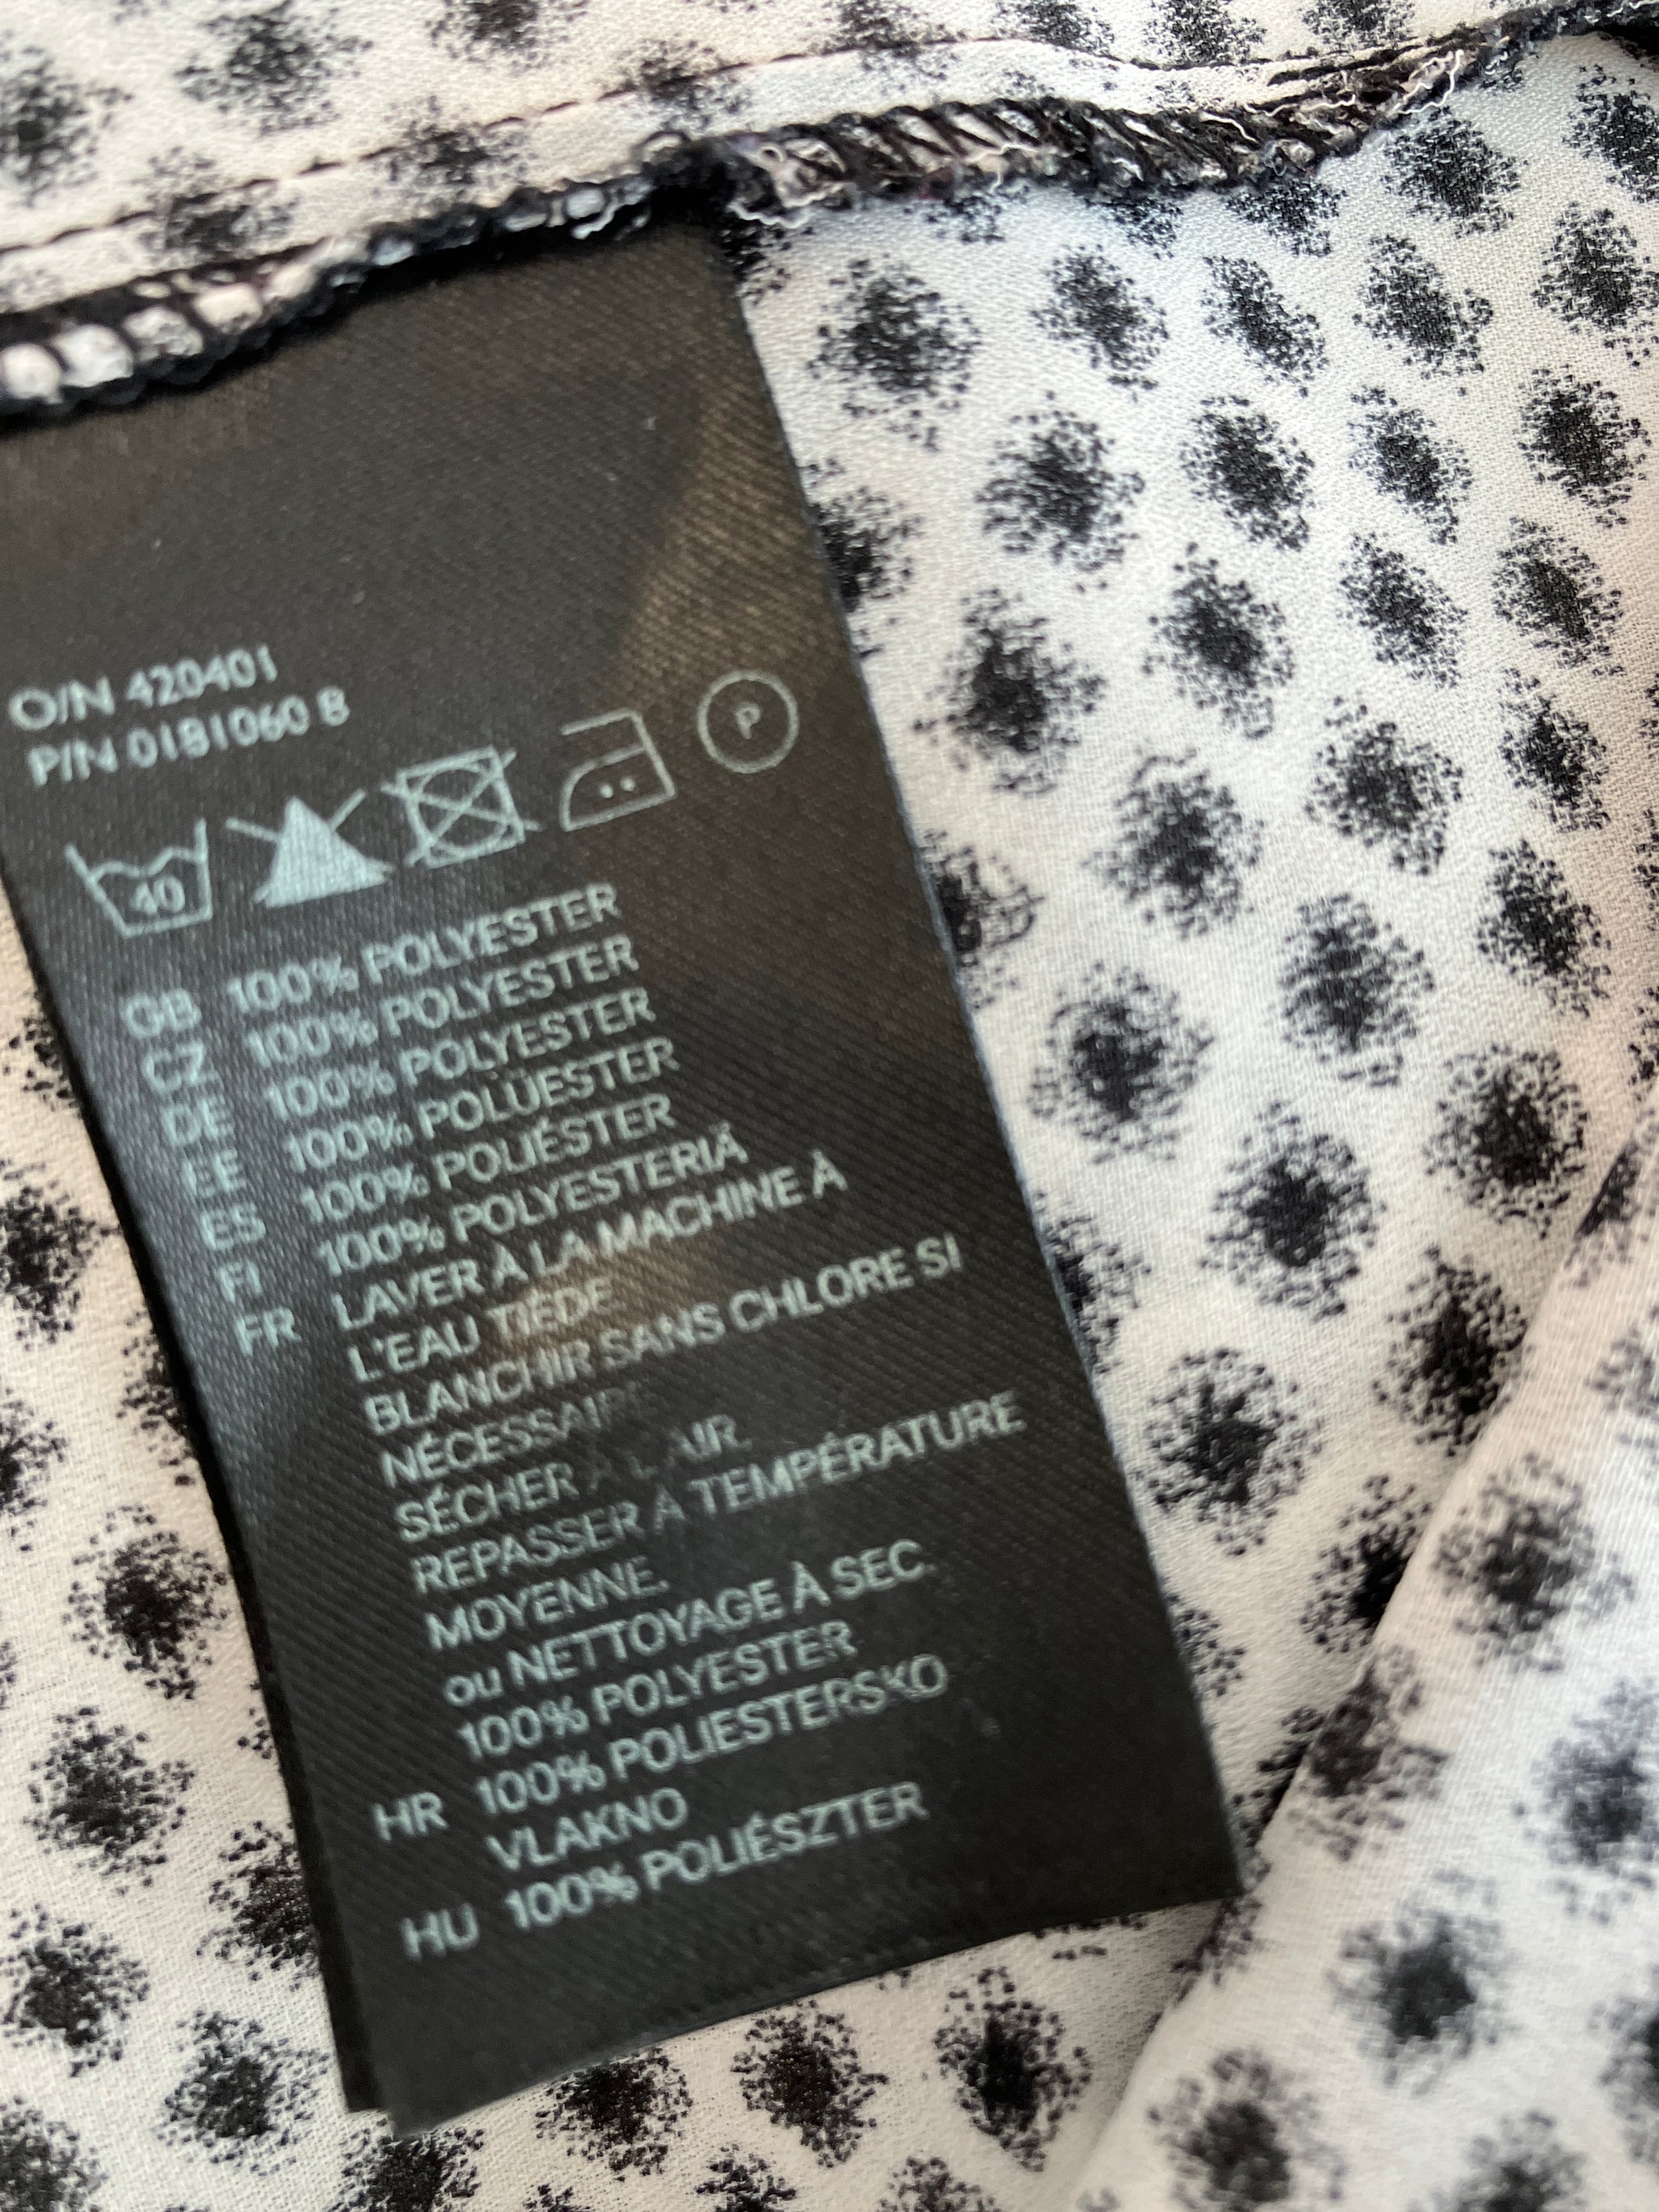 O/N 420401
P/N 0181060 B
40 P
GB 100% POLYESTER
CZ 100% POLYESTER
DE 100% POLYESTER
EE 100% POLÜESTER
ES 100% POLIÉSTER
FI 100% POLYESTERIÄ
FR LAVER À LA MACHINE À
L'EAU TIÈDE
BLANCHIR SANS CHLORE SI
NÉCESSAIRE
SÉCHER À L'AIR.
REPASSER À TEMPÉRATURE
MOYENNE.
ou NETTOYAGE À SEC.
100% POLYESTER
HR 100% POLIESTERSKO
VLAKNO
HU 100% POLIÉSZTER